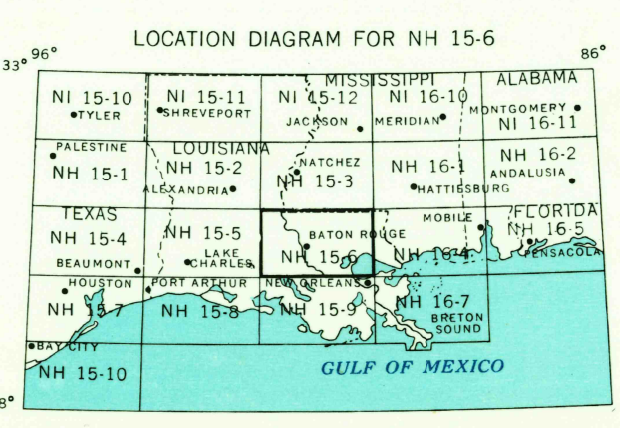 LOCATION DIAGRAM FOR NH 15-6
33° 96° 86°
MISSISSIPPI ALABAMA
NI 15-10 NI 15-11 NI 15-12 NI 16-10
TYLER SHREVEPORT JACKSON MERIDIAN MONTGOMERY
NI 16-11
PALESTINE LOUISIANA
NH 15-1 NH 15-2 NATCHEZ NH 15-3 NH 16-1 NH 16-2
ALEXANDRIA HATTIESBURG ANDALUSIA
TEXAS MOBILE FLORIDA
NH 15-4 NH 15-5 BATON ROUGE NH 16-5
BEAUMONT LAKE CHARLES NH 15-6 NH 16-4 PENSACOLA
HOUSTON PORT ARTHUR NEW ORLEANS
NH 15-7 NH 15-8 NH 15-9 NH 16-7
BRETON
SOUND
BAY CITY
NH 15-10
GULF OF MEXICO
8°